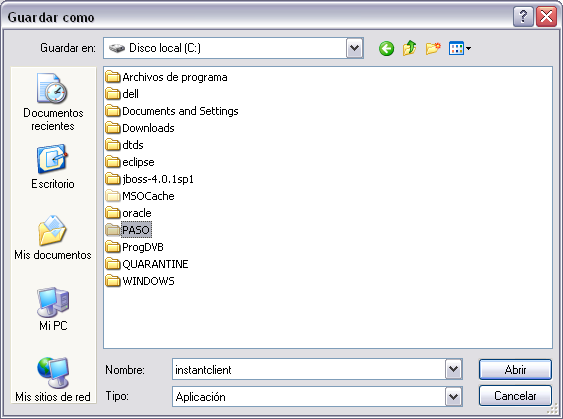 Guardar como
Guardar en:
Disco local (C:)
Documentos
recientes
Escritorio
Mis documentos
Mi PC
Mis sitios de red
Archivos de programa
dell
Documents and Settings
Downloads
dtds
eclipse
jboss-4.0.1sp1
MSOCache
oracle
PASO
ProgDVB
QUARANTINE
WINDOWS
Nombre:
instantclient
Abrir
Tipo:
Aplicación
Cancelar